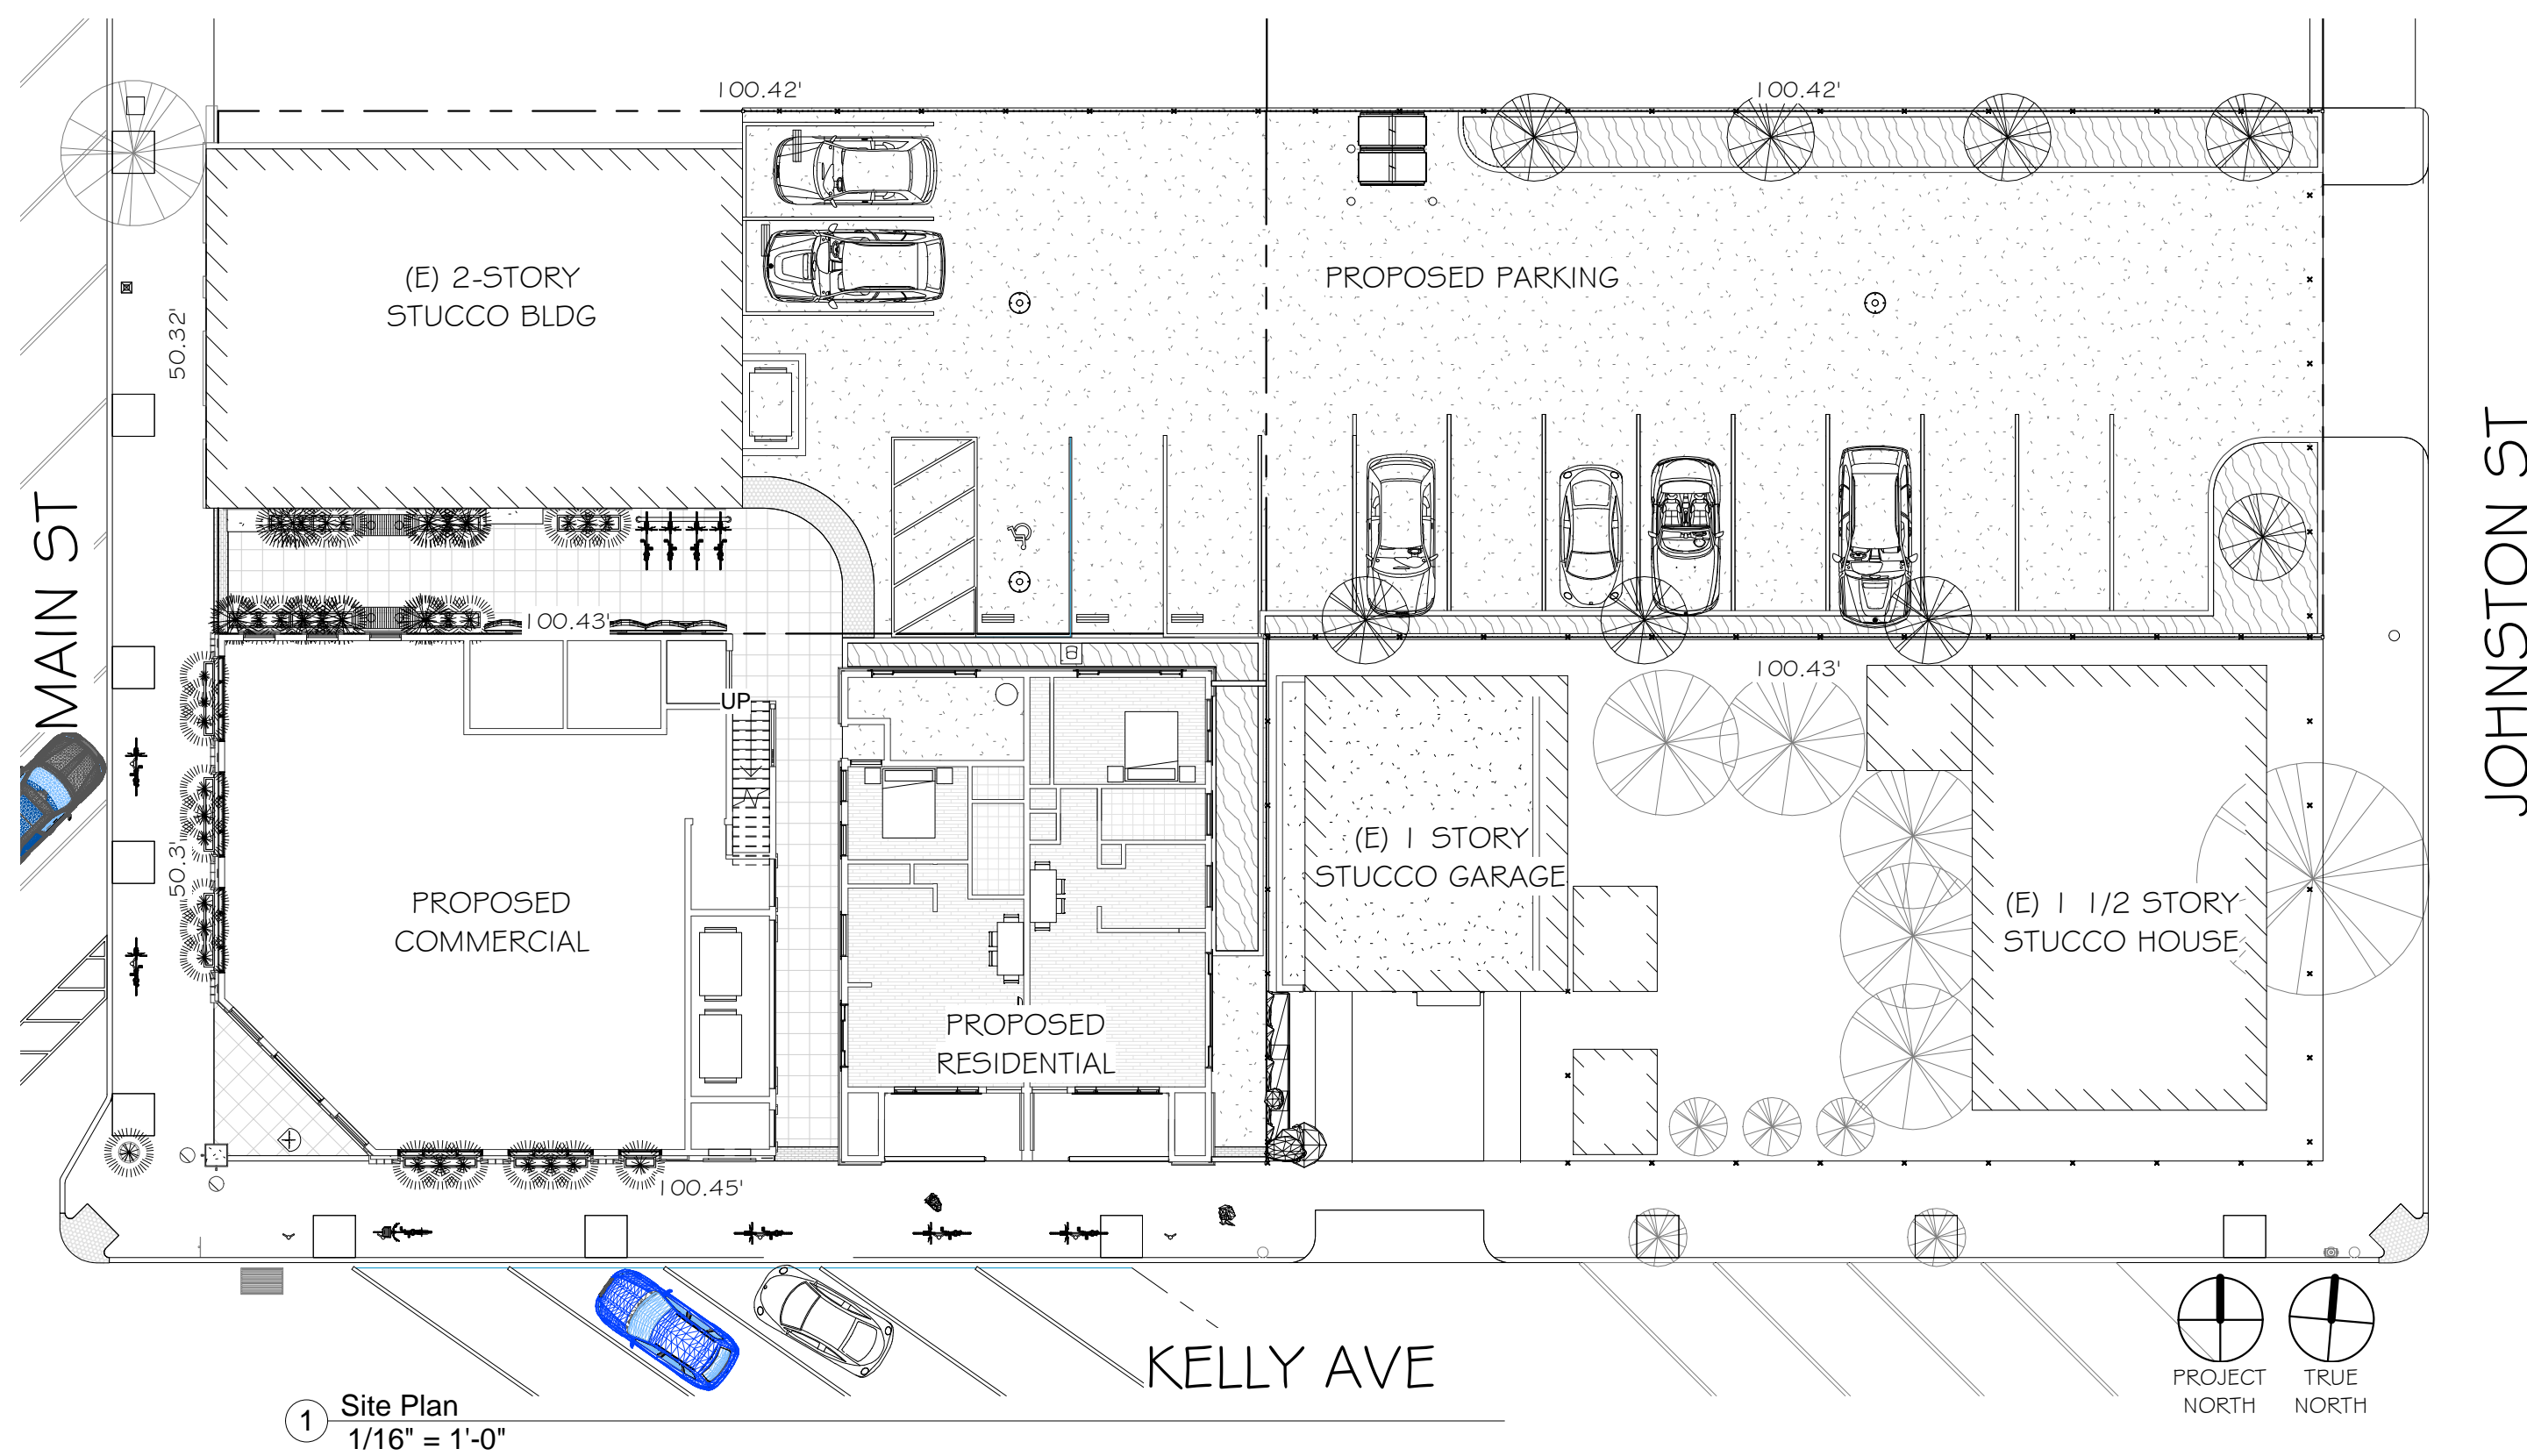 100.42'
100.42'
(E) 2-STORY
STUCCO BLDG
PROPOSED PARKING
50.32'
MAIN ST
JOHNSTON ST
100.43'
100.43'
UP
50.3'
PROPOSED
COMMERCIAL
PROPOSED
RESIDENTIAL
(E) 1 STORY
STUCCO GARAGE
(E) 1 1/2 STORY
STUCCO HOUSE
100.45'
KELLY AVE
PROJECT
NORTH
TRUE
NORTH
1
Site Plan
1/16" = 1'-0"